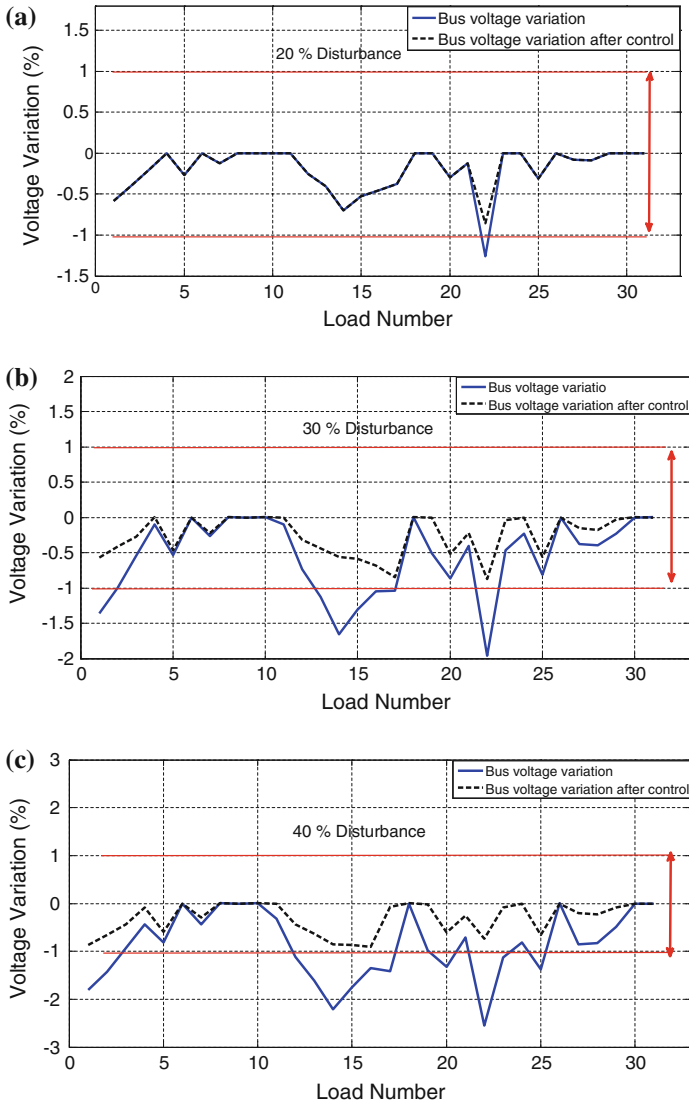 (a)
Bus voltage variation
Bus voltage variation after control
20 % Disturbance
Voltage Variation (%)
1.5
1
0.5
0
-0.5
-1
-1.5
0 5 10 15 20 25 30
Load Number
(b)
Bus voltage variatio
Bus voltage variation after control
30 % Disturbance
Voltage Variation (%)
2
1.5
1
0.5
0
-0.5
-1
-1.5
-2
0 5 10 15 20 25 30
Load Number
(c)
Bus voltage variation
Bus voltage variation after control
40 % Disturbance
Voltage Variation (%)
3
2
1
0
-1
-2
-3
0 5 10 15 20 25 30
Load Number